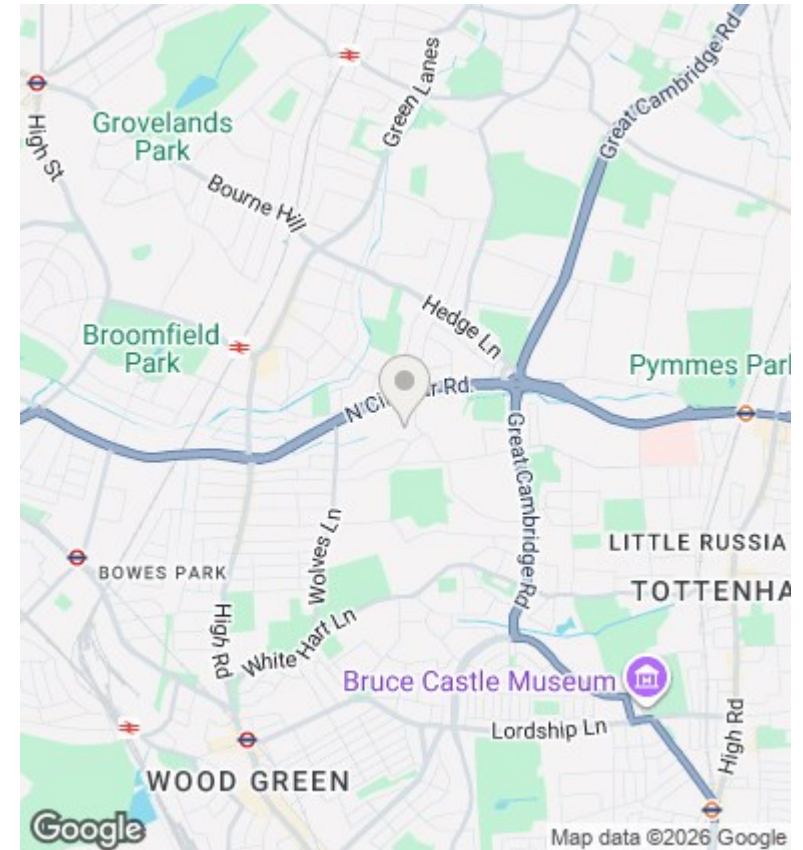 Great Cambridge Rd
Green Lanes
High St
Grovelands
Park
Bourne Hill
Hedge Ln
Broomfield
Park
Pymmes Park
N Circular Rd
Great Cambridge Rd
Wolves Ln
LITTLE RUSSIA
BOWES PARK
TOTTENHA
High Rd
White Hart Ln
Bruce Castle Museum
Lordship Ln
High Rd
WOOD GREEN
Google
Map data ©2026 Google